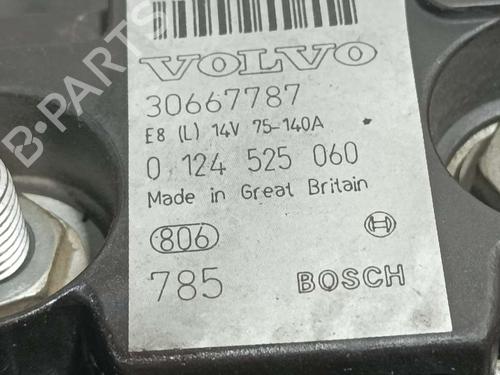 VOLVO
30667787
E8 (L) 14V 75-140A
0 124 525 060
Made in Great Britain
806
785 BOSCH
B-PARTS